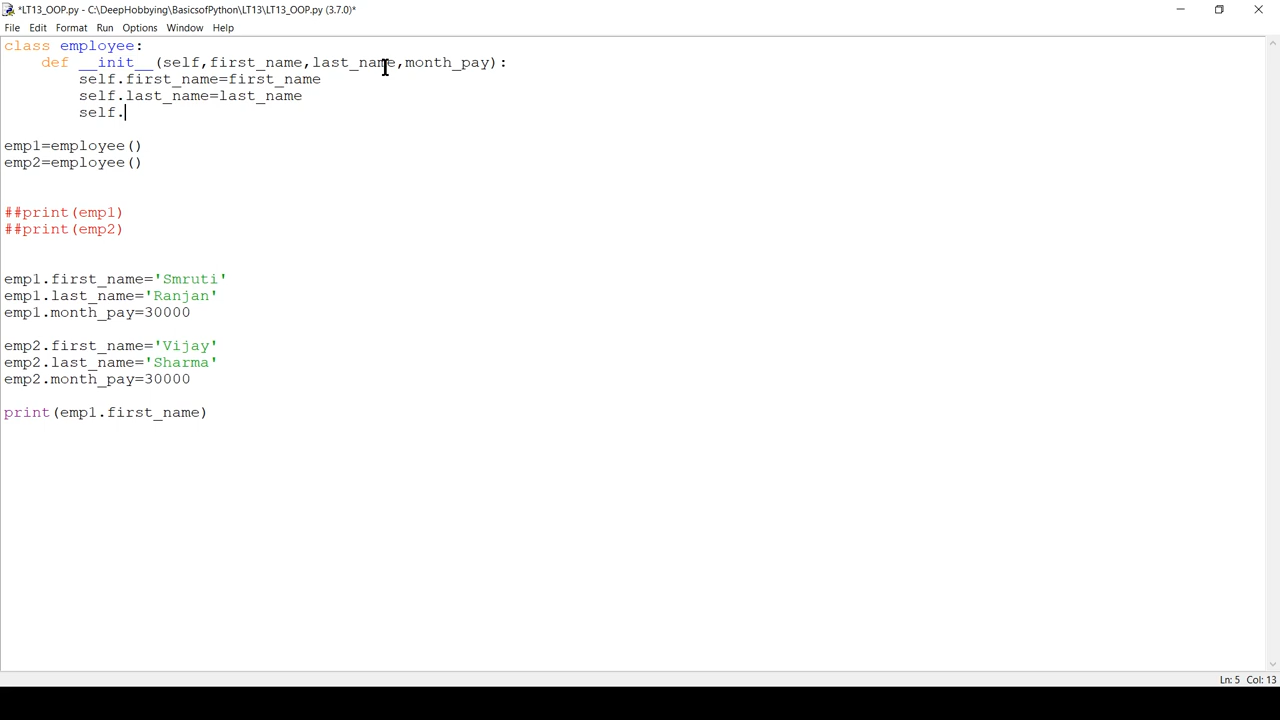 *LT13_OOP.py - C:\DeepHobbying\BasicsofPython\LT13\LT13_OOP.py (3.7.0)*
File Edit Format Run Options Window Help
class employee:
    def __init__(self,first_name,last_name,month_pay):
        self.first_name=first_name
        self.last_name=last_name
        self.
emp1=employee()
emp2=employee()
##print(emp1)
##print(emp2)
emp1.first_name='Smruti'
emp1.last_name='Ranjan'
emp1.month_pay=30000
emp2.first_name='Vijay'
emp2.last_name='Sharma'
emp2.month_pay=30000
print(emp1.first_name)
Ln: 5 Col: 13